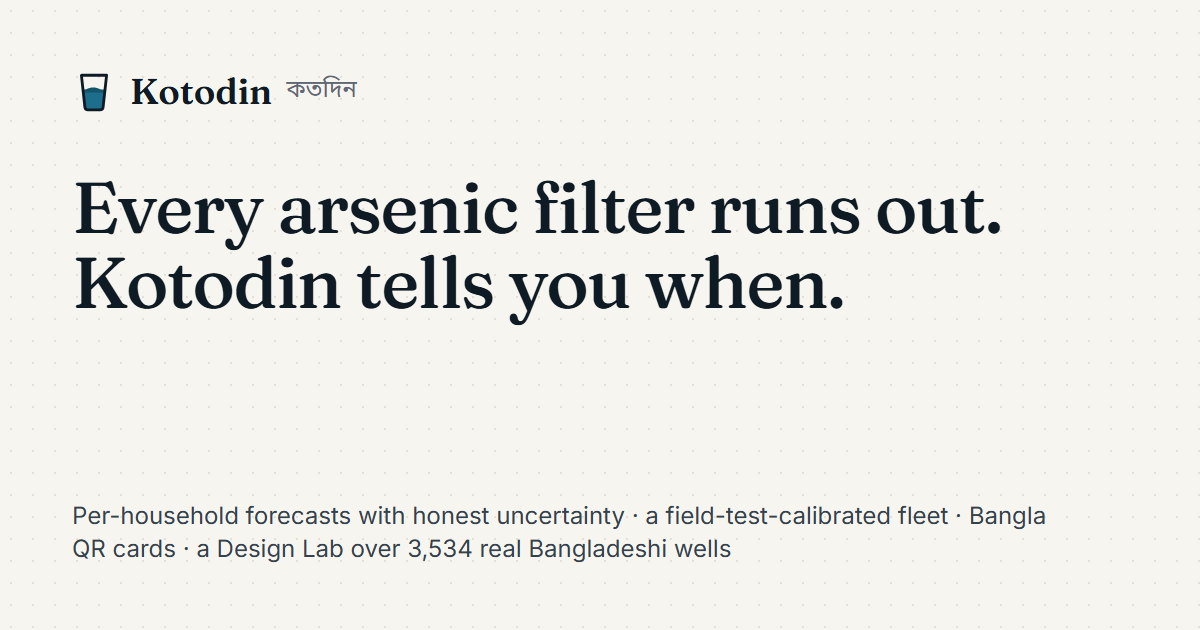 Kotodin কতদিন
Every arsenic filter runs out.
Kotodin tells you when.
Per-household forecasts with honest uncertainty · a field-test-calibrated fleet · Bangla
QR cards · a Design Lab over 3,534 real Bangladeshi wells